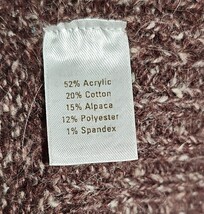 52% Acrylic
20% Cotton
15% Alpaca
12% Polyester
1% Spandex